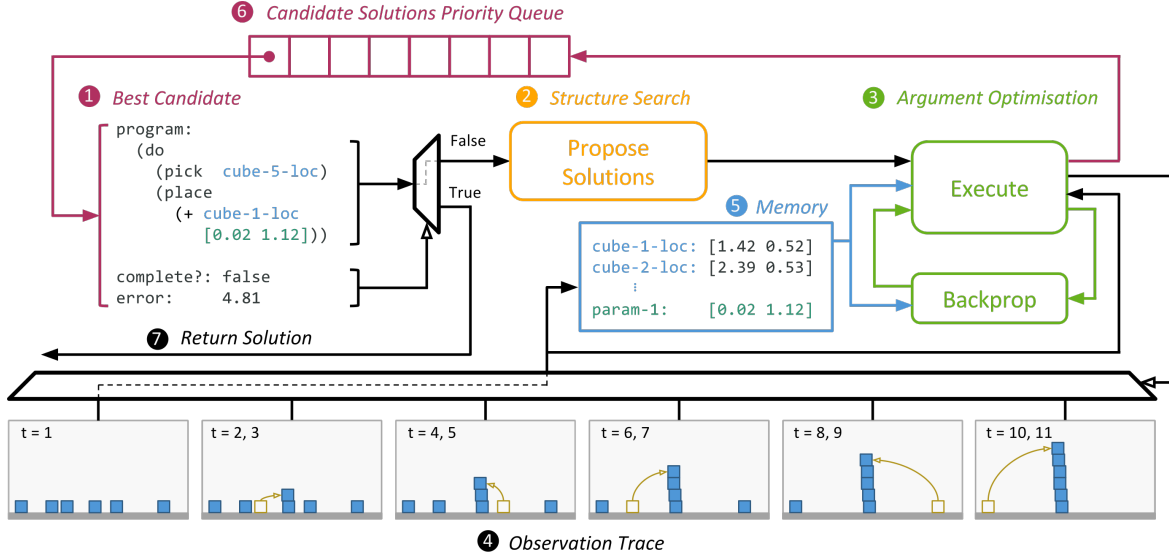 6 Candidate Solutions Priority Queue
1 Best Candidate
program:
(do
(pick cube-5-loc)
(place
(+ cube-1-loc
[0.02 1.12]))
complete?: false
error: 4.81
False
True
2 Structure Search
Propose
Solutions
3 Argument Optimisation
Execute
Backprop
5 Memory
cube-1-loc: [1.42 0.52]
cube-2-loc: [2.39 0.53]
⋮
param-1: [0.02 1.12]
7 Return Solution
t = 1
t = 2, 3
t = 4, 5
t = 6, 7
t = 8, 9
t = 10, 11
4 Observation Trace